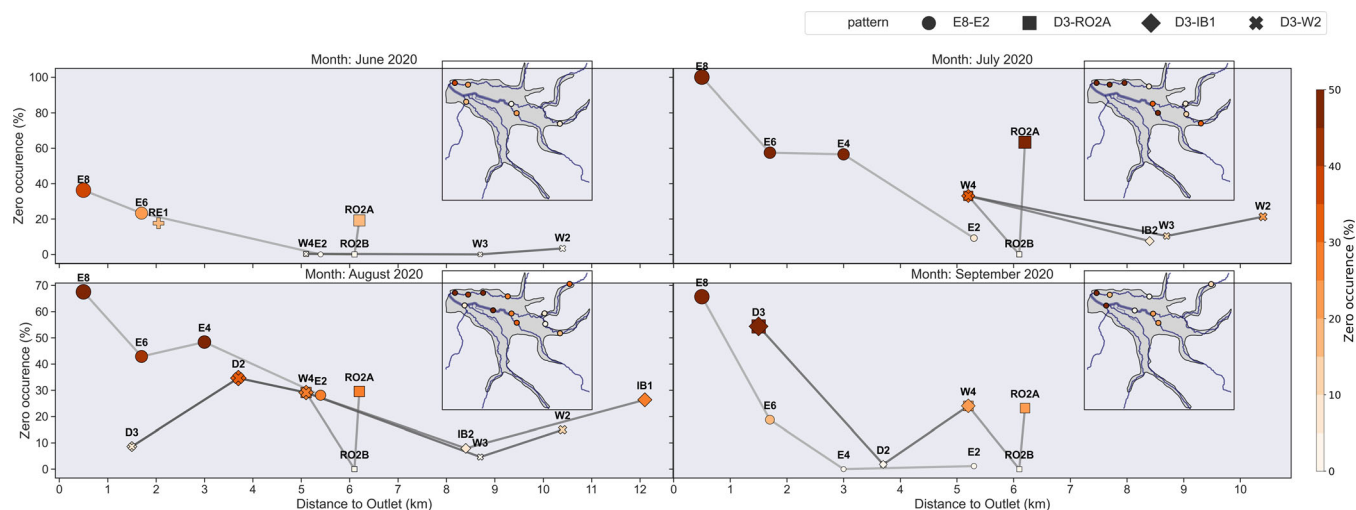 pattern E8-E2 D3-RO2A D3-IB1 D3-W2
Month: June 2020
Month: July 2020
Zero occurence (%)
100
80
60
40
20
0
E8
E6
RE1
W4
E2
RO2B
RO2A
W3
W2
E8
E6
E4
E2
W4
RO2B
RO2A
IB2
W3
W2
Month: August 2020
Month: September 2020
Zero occurence (%)
70
60
50
40
30
20
10
0
E8
E6
E4
D3
D2
W4
E2
RO2A
RO2B
IB2
W3
W2
IB1
E8
D3
E6
E4
D2
W4
E2
RO2B
RO2A
0 1 2 3 4 5 6 7 8 9 10 11 12
Distance to Outlet (km)
0 1 2 3 4 5 6 7 8 9 10
Distance to Outlet (km)
50
40
30
20
10
0
Zero occurence (%)